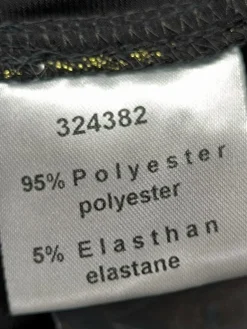 324382
95% Polyester
polyester
5% Elasthan
elastane